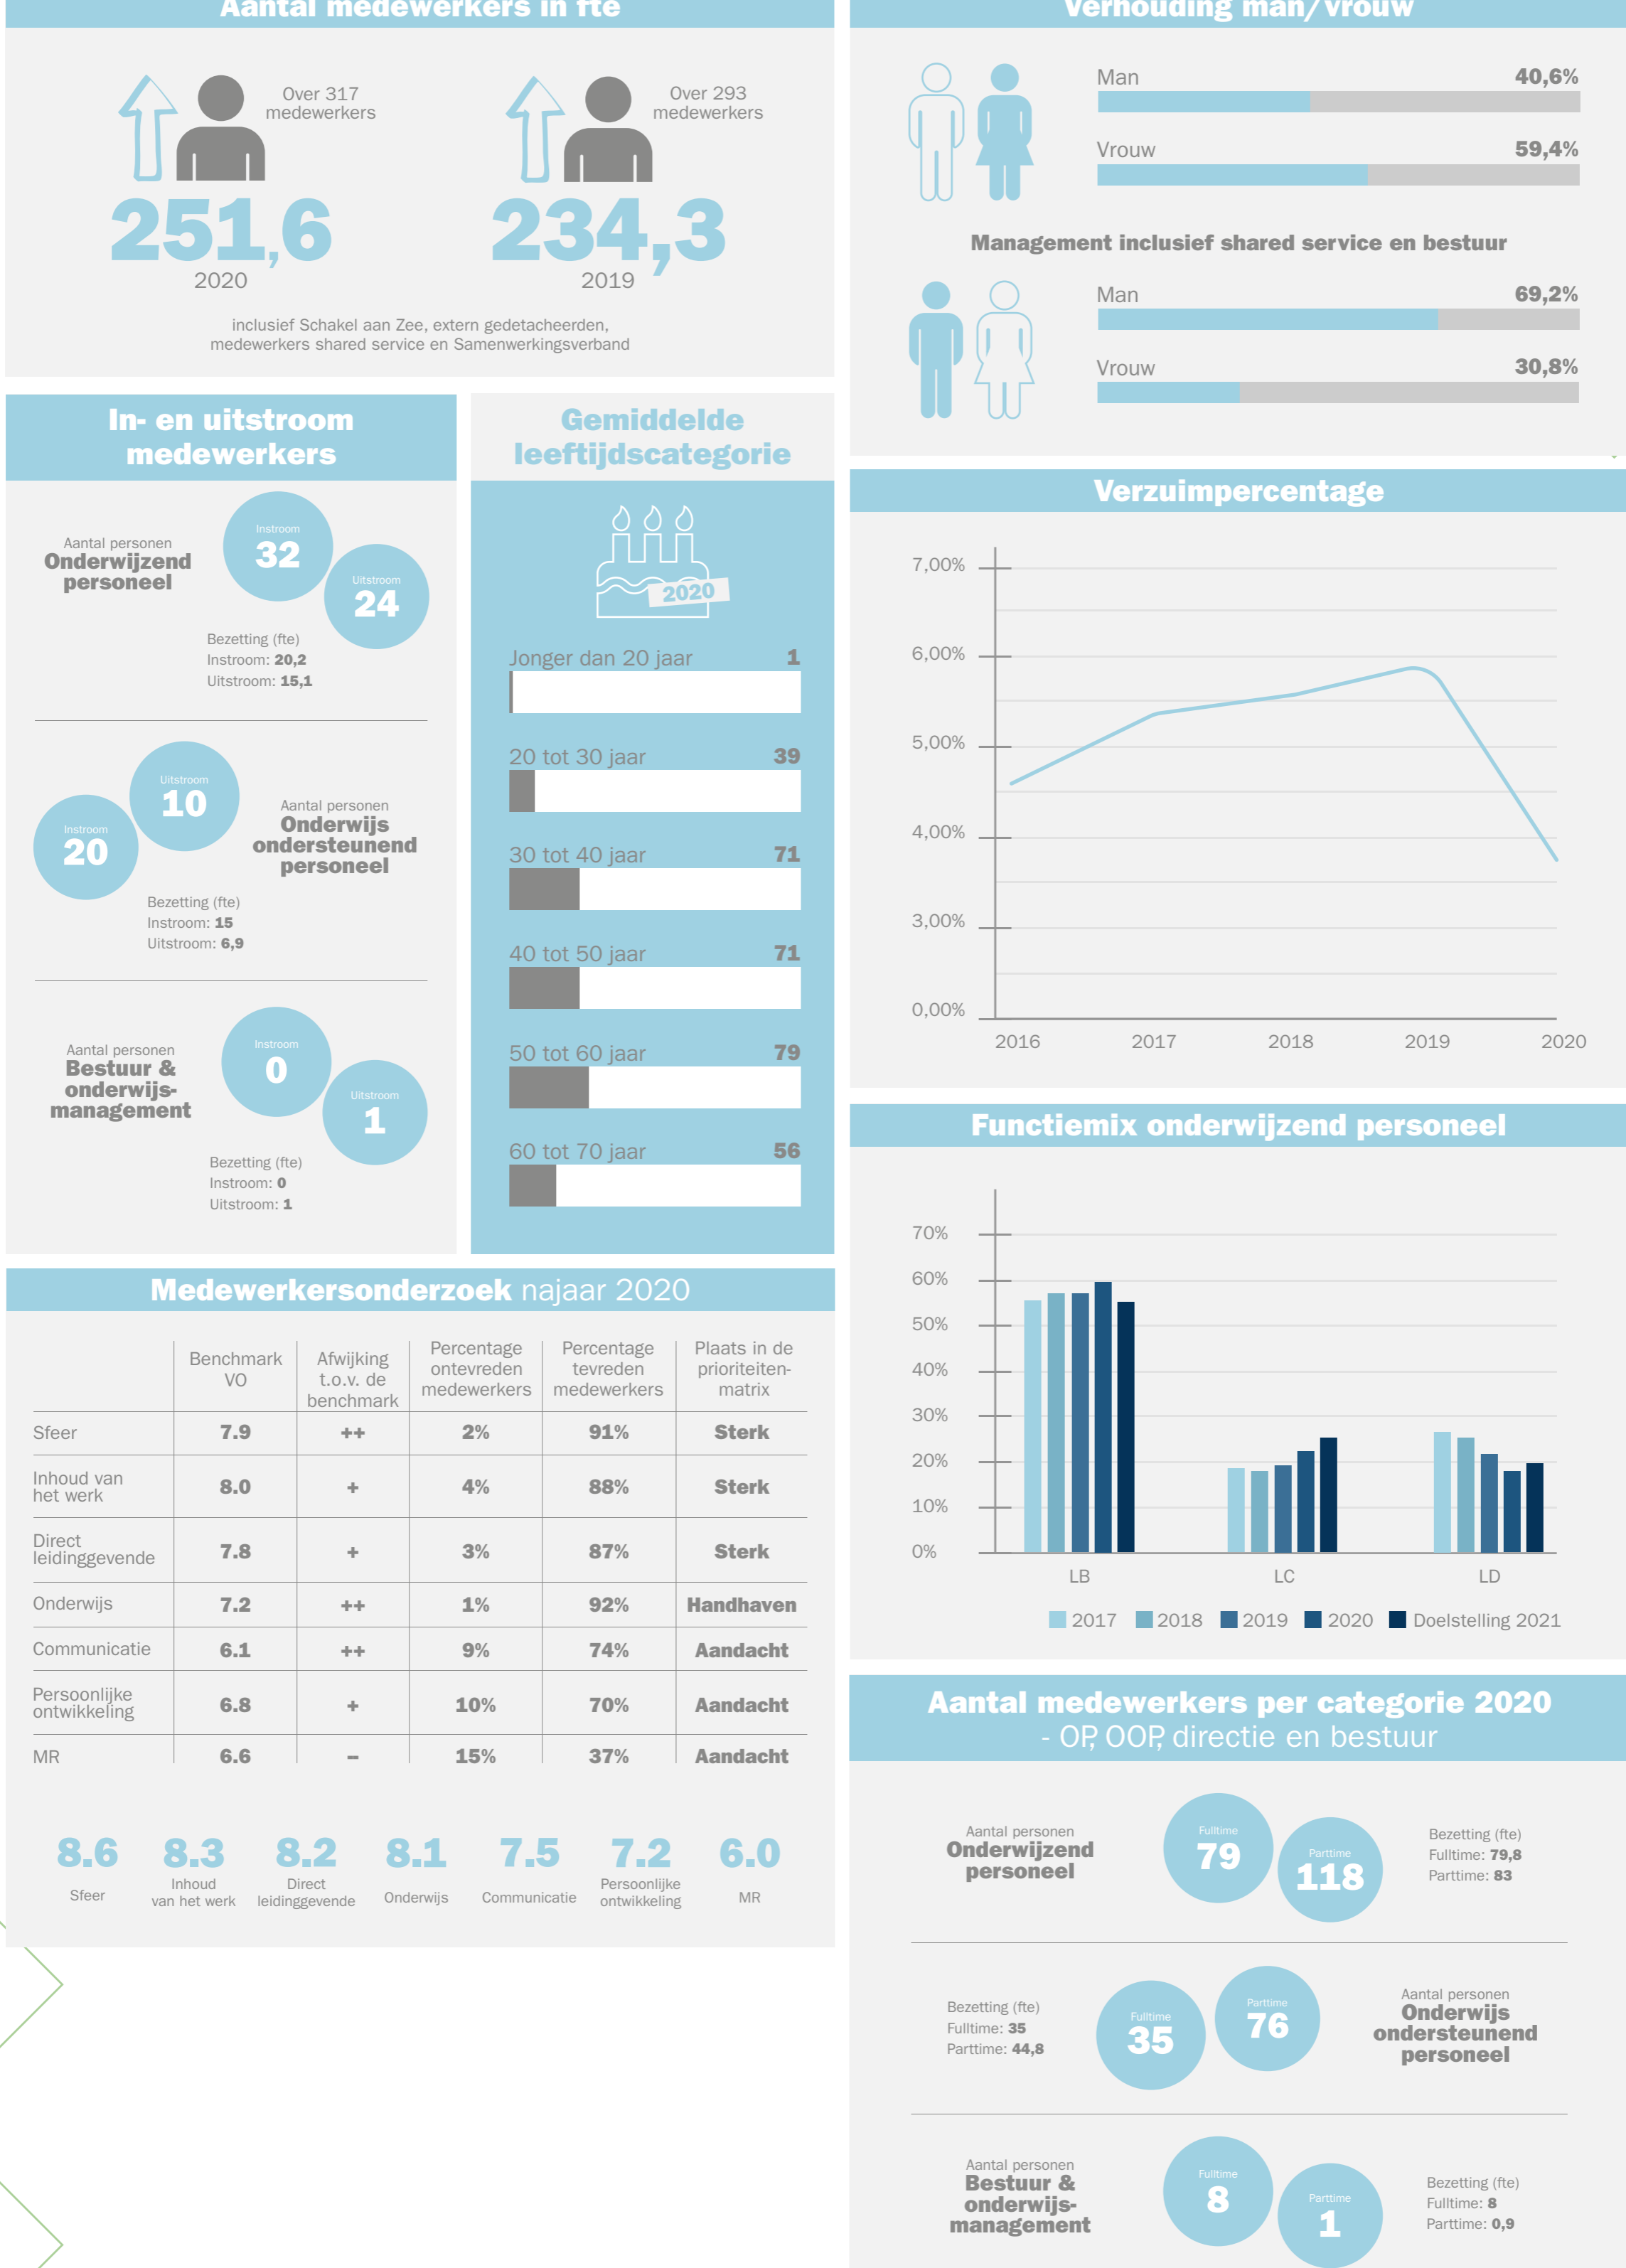 Aantal medewerkers in fte
Over 317
medewerkers
251,6
2020
Over 293
medewerkers
234,3
2019
inclusief Schakel aan Zee, extern gedetacheerden,
medewerkers shared service en Samenwerkingsverband
Verhouding man/vrouw
Man 40,6%
Vrouw 59,4%
Management inclusief shared service en bestuur
Man 69,2%
Vrouw 30,8%
In- en uitstroom
medewerkers
Aantal personen
Onderwijzend
personeel
Instroom
32
Uitstroom
24
Bezetting (fte)
Instroom: 20,2
Uitstroom: 15,1
Uitstroom
10
Instroom
20
Aantal personen
Onderwijs
ondersteunend
personeel
Bezetting (fte)
Instroom: 15
Uitstroom: 6,9
Aantal personen
Bestuur &
onderwijs-
management
Instroom
0
Uitstroom
1
Bezetting (fte)
Instroom: 0
Uitstroom: 1
Gemiddelde
leeftijdscategorie
2020
Jonger dan 20 jaar 1
20 tot 30 jaar 39
30 tot 40 jaar 71
40 tot 50 jaar 71
50 tot 60 jaar 79
60 tot 70 jaar 56
Verzuimpercentage
7,00%
6,00%
5,00%
4,00%
3,00%
0,00%
2016 2017 2018 2019 2020
Functiemix onderwijzend personeel
70%
60%
50%
40%
30%
20%
10%
0%
LB LC LD
2017 2018 2019 2020 Doelstelling 2021
Medewerkersonderzoek najaar 2020
Benchmark
VO
Afwijking
t.o.v. de
benchmark
Percentage
ontevreden
medewerkers
Percentage
tevreden
medewerkers
Plaats in de
prioriteiten-
matrix
Sfeer 7.9 ++ 2% 91% Sterk
Inhoud van
het werk 8.0 + 4% 88% Sterk
Direct
leidinggevende 7.8 + 3% 87% Sterk
Onderwijs 7.2 ++ 1% 92% Handhaven
Communicatie 6.1 ++ 9% 74% Aandacht
Persoonlijke
ontwikkeling 6.8 + 10% 70% Aandacht
MR 6.6 – 15% 37% Aandacht
8.6
Sfeer
8.3
Inhoud
van het werk
8.2
Direct
leidinggevende
8.1
Onderwijs
7.5
Communicatie
7.2
Persoonlijke
ontwikkeling
6.0
MR
Aantal medewerkers per categorie 2020
- OP, OOP, directie en bestuur
Aantal personen
Onderwijzend
personeel
Fulltime
79
Parttime
118
Bezetting (fte)
Fulltime: 79,8
Parttime: 83
Bezetting (fte)
Fulltime: 35
Parttime: 44,8
Fulltime
35
Parttime
76
Aantal personen
Onderwijs
ondersteunend
personeel
Aantal personen
Bestuur &
onderwijs-
management
Fulltime
8
Parttime
1
Bezetting (fte)
Fulltime: 8
Parttime: 0,9